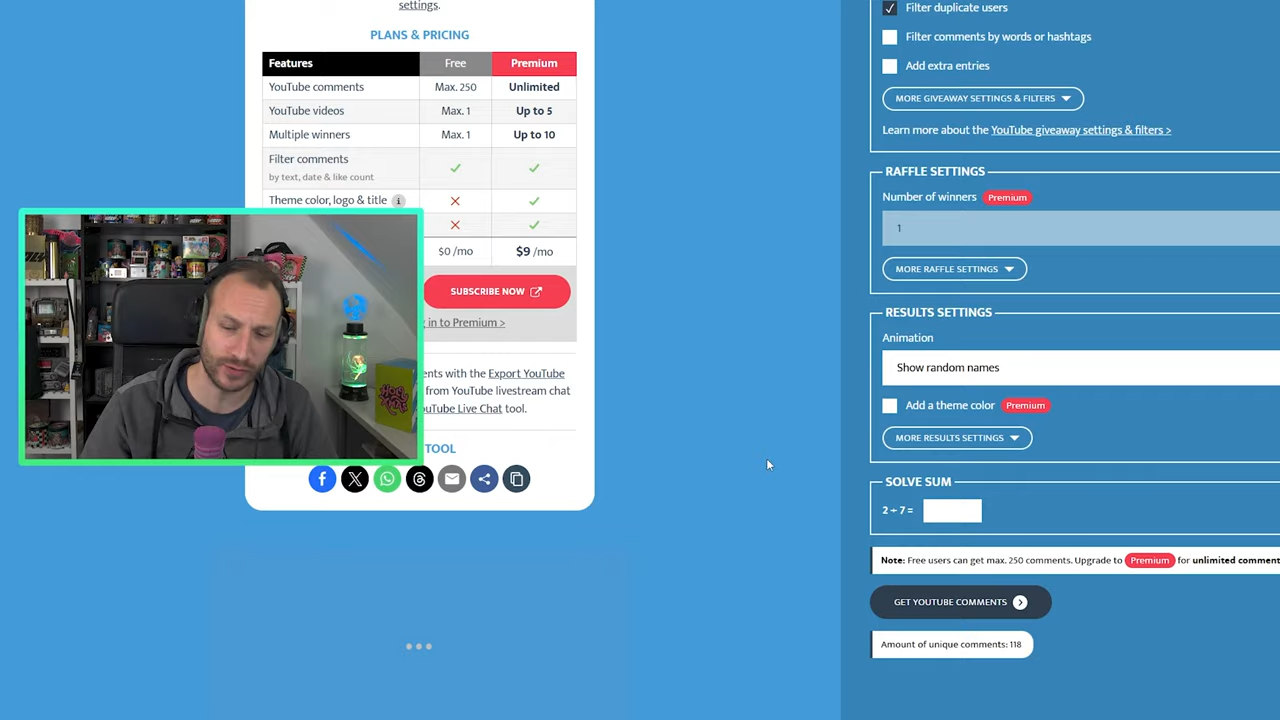 settings.
PLANS & PRICING
Features Free Premium
YouTube comments Max. 250 Unlimited
YouTube videos Max. 1 Up to 5
Multiple winners Max. 1 Up to 10
Filter comments
by text, date & like count
Theme color, logo & title i
$0 /mo $9 /mo
SUBSCRIBE NOW
in to Premium >
ents with the Export YouTube
from YouTube livestream chat
uTube Live Chat tool.
TOOL
Filter duplicate users
Filter comments by words or hashtags
Add extra entries
MORE GIVEAWAY SETTINGS & FILTERS
Learn more about the YouTube giveaway settings & filters >
RAFFLE SETTINGS
Number of winners Premium
1
MORE RAFFLE SETTINGS
RESULTS SETTINGS
Animation
Show random names
Add a theme color Premium
MORE RESULTS SETTINGS
SOLVE SUM
2 + 7 =
Note: Free users can get max. 250 comments. Upgrade to Premium for unlimited comment
GET YOUTUBE COMMENTS
Amount of unique comments: 118